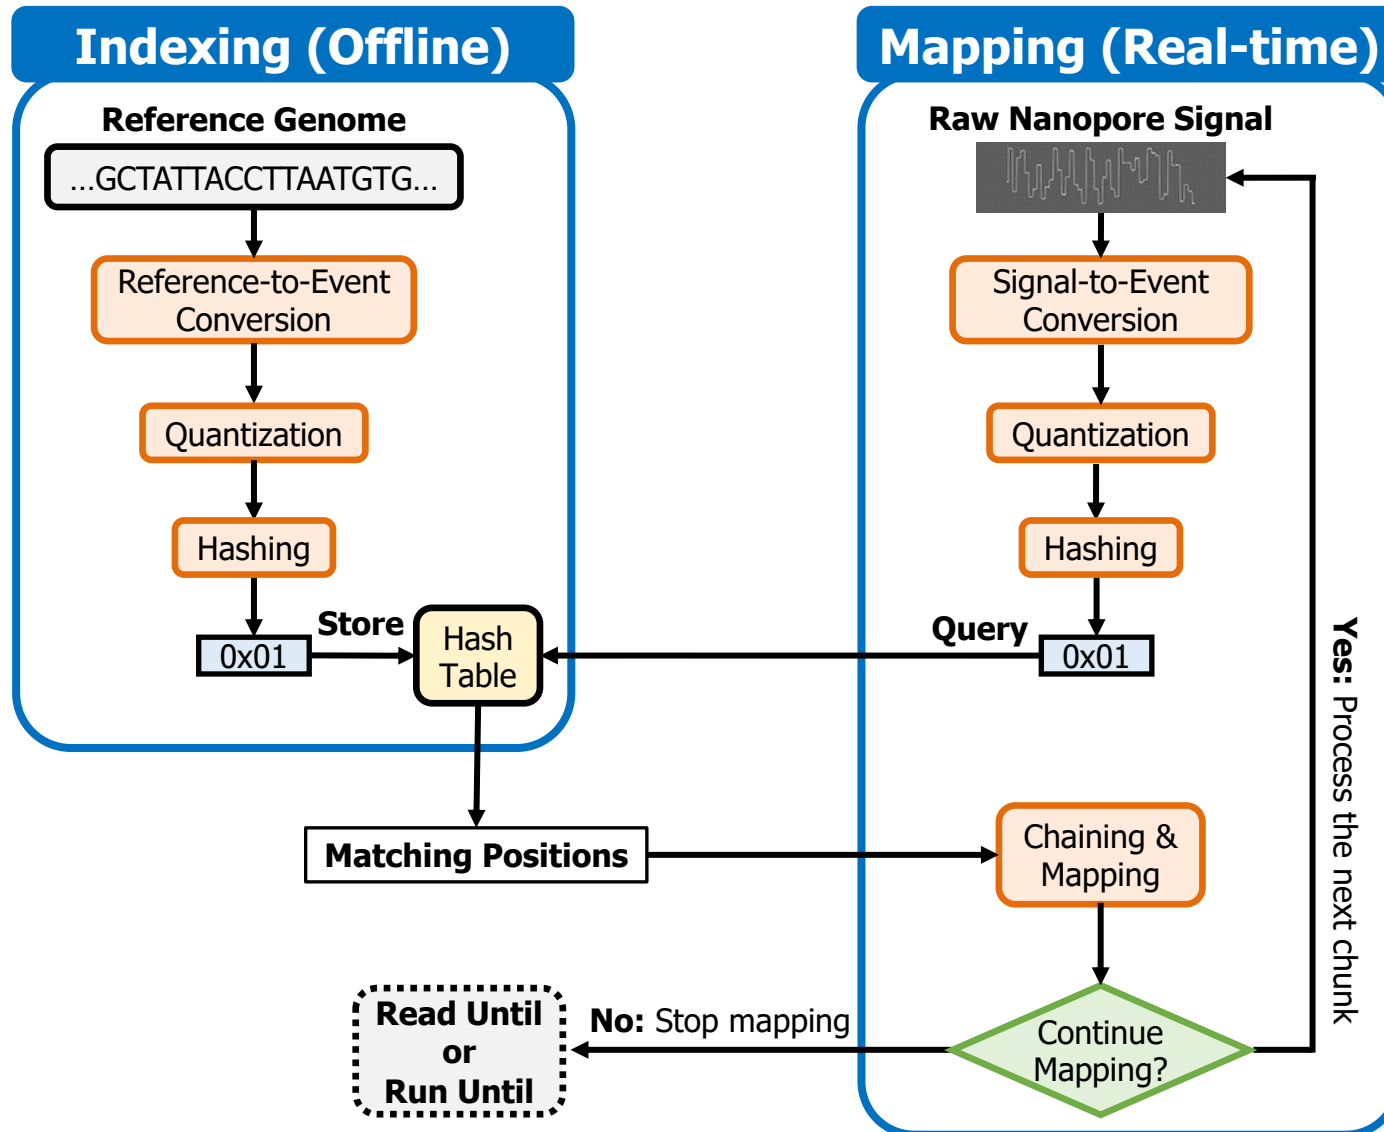 Indexing (Offline)
Reference Genome
...GCTATTACCTTAATGTG...
Reference-to-Event
Conversion
Quantization
Hashing
0x01
Store
Hash
Table
Matching Positions
Mapping (Real-time)
Raw Nanopore Signal
Signal-to-Event
Conversion
Quantization
Hashing
0x01
Query
Chaining &
Mapping
Continue
Mapping?
Yes: Process the next chunk
No: Stop mapping
Read Until
or
Run Until